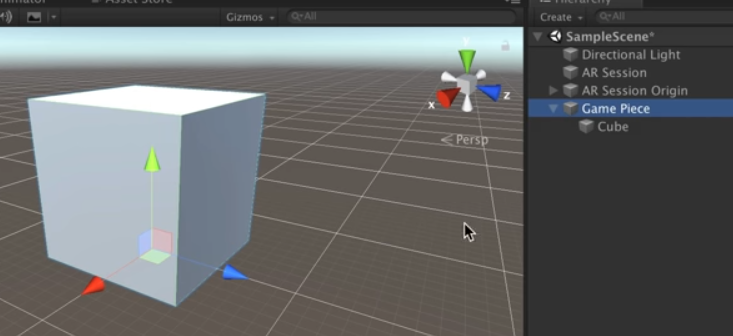 Asset Store
Gizmos
All
y
x
z
Persp
Hierarchy
Create
All
SampleScene*
Directional Light
AR Session
AR Session Origin
Game Piece
Cube